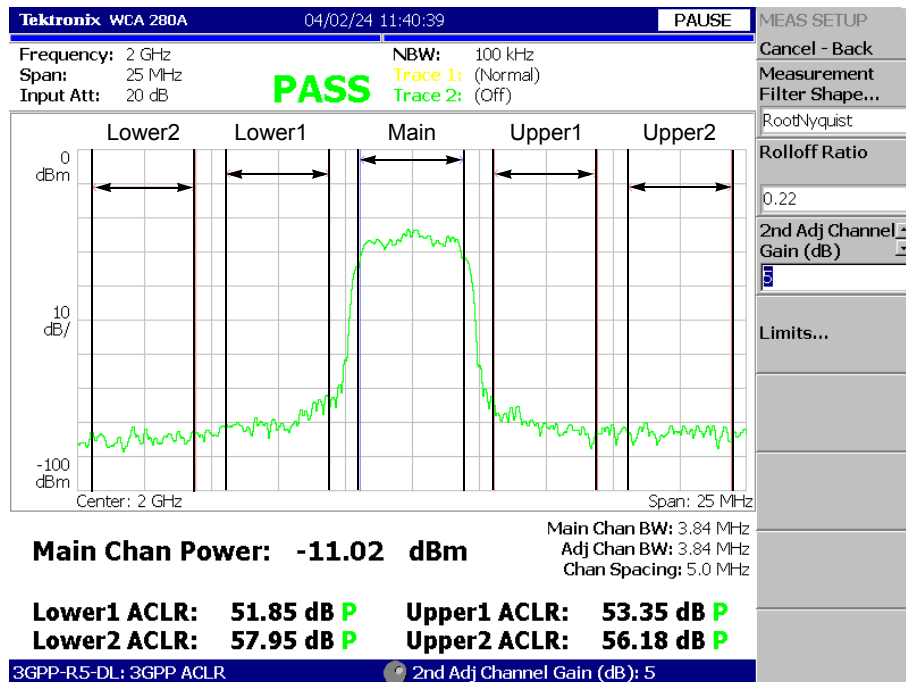 Tektronix WCA 280A 04/02/24 11:40:39 PAUSE
Frequency: 2 GHz
Span: 25 MHz
Input Att: 20 dB
PASS
NBW: 100 kHz
Trace 1: (Normal)
Trace 2: (Off)
Lower2 Lower1 Main Upper1 Upper2
0
dBm
10
dB/
-100
dBm
Center: 2 GHz Span: 25 MHz
Main Chan Power: -11.02 dBm
Main Chan BW: 3.84 MHz
Adj Chan BW: 3.84 MHz
Chan Spacing: 5.0 MHz
Lower1 ACLR: 51.85 dB P Upper1 ACLR: 53.35 dB P
Lower2 ACLR: 57.95 dB P Upper2 ACLR: 56.18 dB P
3GPP-R5-DL: 3GPP ACLR 2nd Adj Channel Gain (dB): 5
MEAS SETUP
Cancel - Back
Measurement
Filter Shape...
RootNyquist
Rolloff Ratio
0.22
2nd Adj Channel
Gain (dB)
5
Limits...